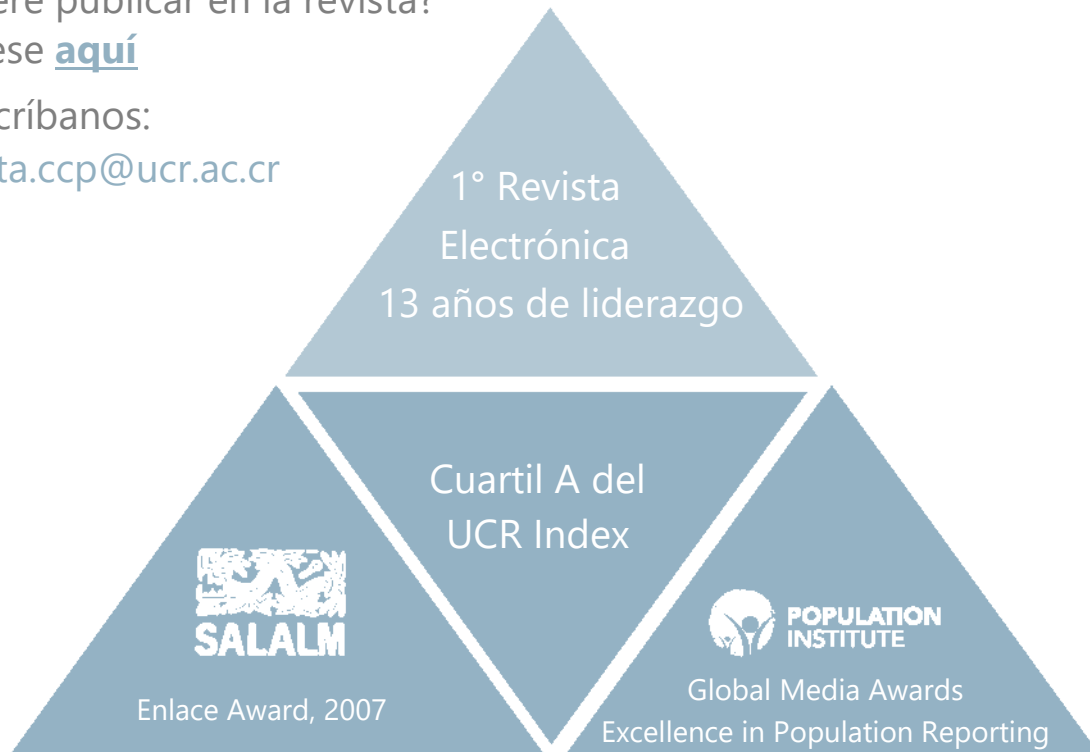 ere publicar en la revista?
ese aquí
críbanos:
ta.ccp@ucr.ac.cr
1° Revista
Electrónica
13 años de liderazgo
Cuartil A del
UCR Index
SALALM
Enlace Award, 2007
POPULATION
INSTITUTE
Global Media Awards
Excellence in Population Reporting